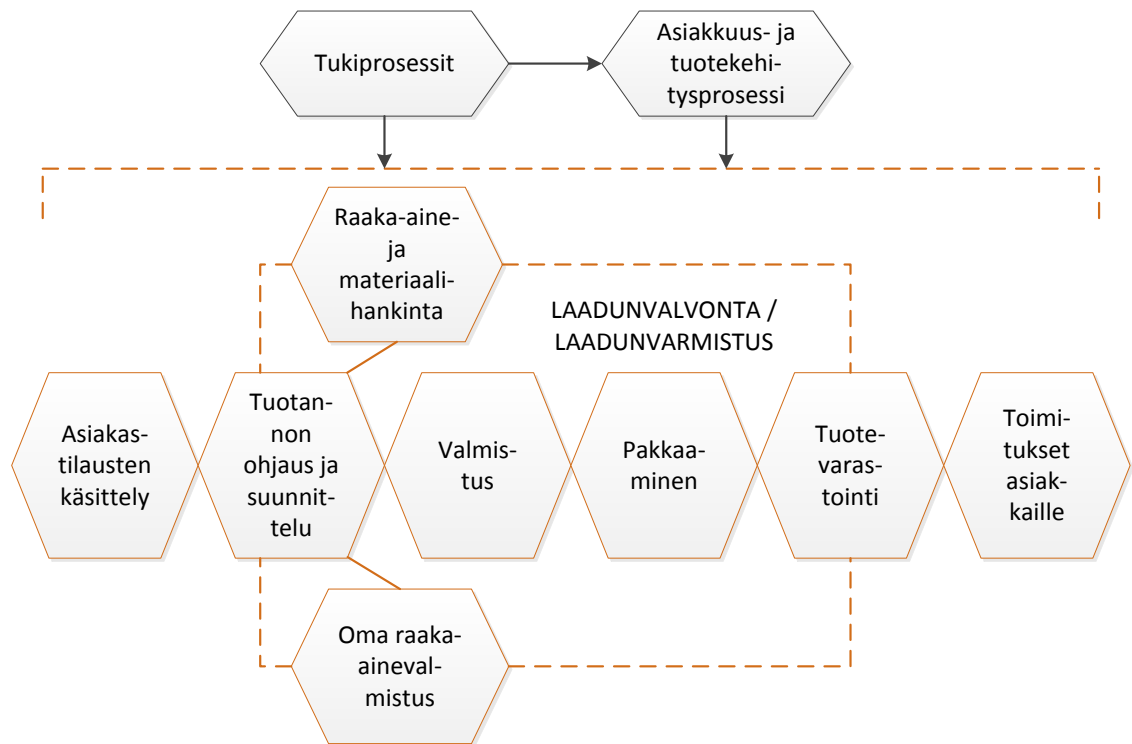 Tukiprosessit
Asiakkuus- ja
tuotekehi-
tysprosessi
Raaka-aine-
ja
materiaali-
hankinta
LAADUNVALVONTA /
LAADUNVARMISTUS
Asiakas-
tilausten
käsittely
Tuotan-
non
ohjaus ja
suunnit-
telu
Valmis-
tus
Pakkaa-
minen
Tuote-
varas-
tointi
Toimi-
tukset
asiak-
kaille
Oma raaka-
aineval-
mistus